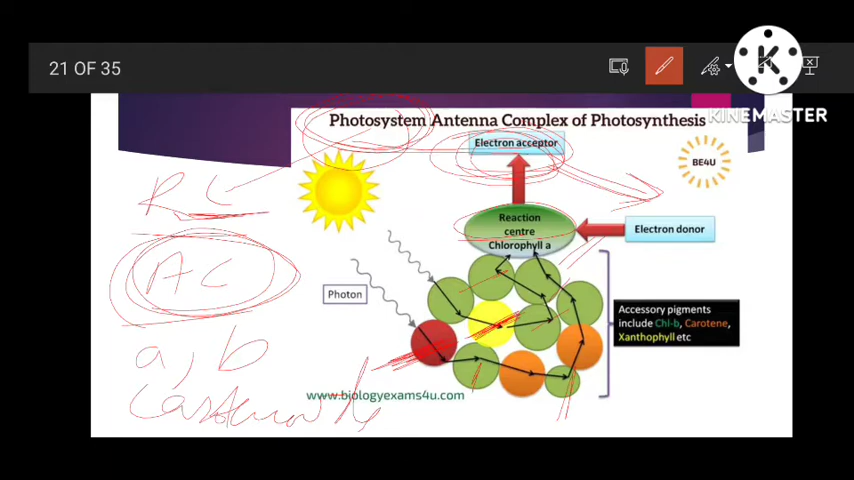 21 OF 35
KINEMASTER
Photosystem Antenna Complex of Photosynthesis
Electron acceptor
BE4U
RC
Reaction
centre
Chlorophyll a
Electron donor
AC
Photon
Accessory pigments
include Chl-b, Carotene,
Xanthophyll etc
a, b
www.biologyexams4u.com